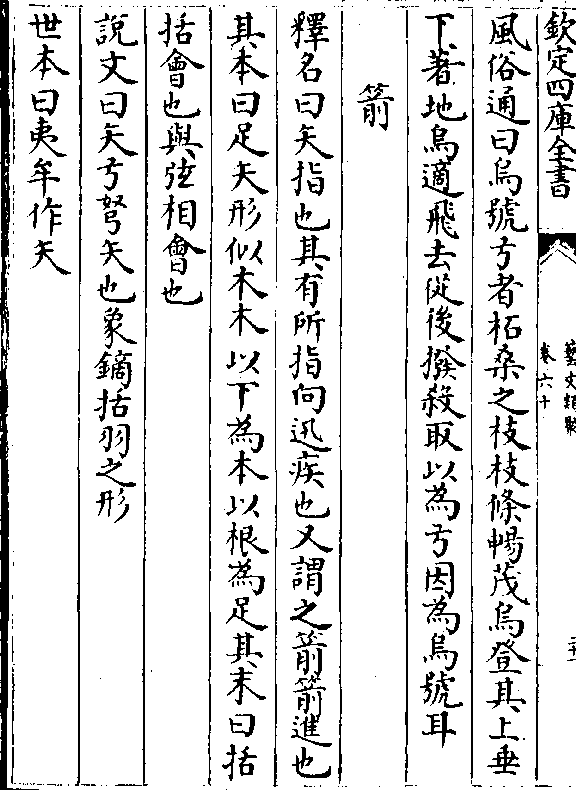 欽定四庫全書
藝文類聚
卷六十
風俗通曰烏號弓者柘桑之枝枝條暢茂烏登其上垂
下著地烏適飛去從後撥殺取以為弓因為烏號耳
箭
釋名曰矢指也其有所指向迅疾也又謂之箭箭進也
其本曰足矢形似木木以下為本以根為足其末曰括
括會也與弦相會也
說文曰矢弓弩矢也象鏑括羽之形
世本曰夷牟作矢